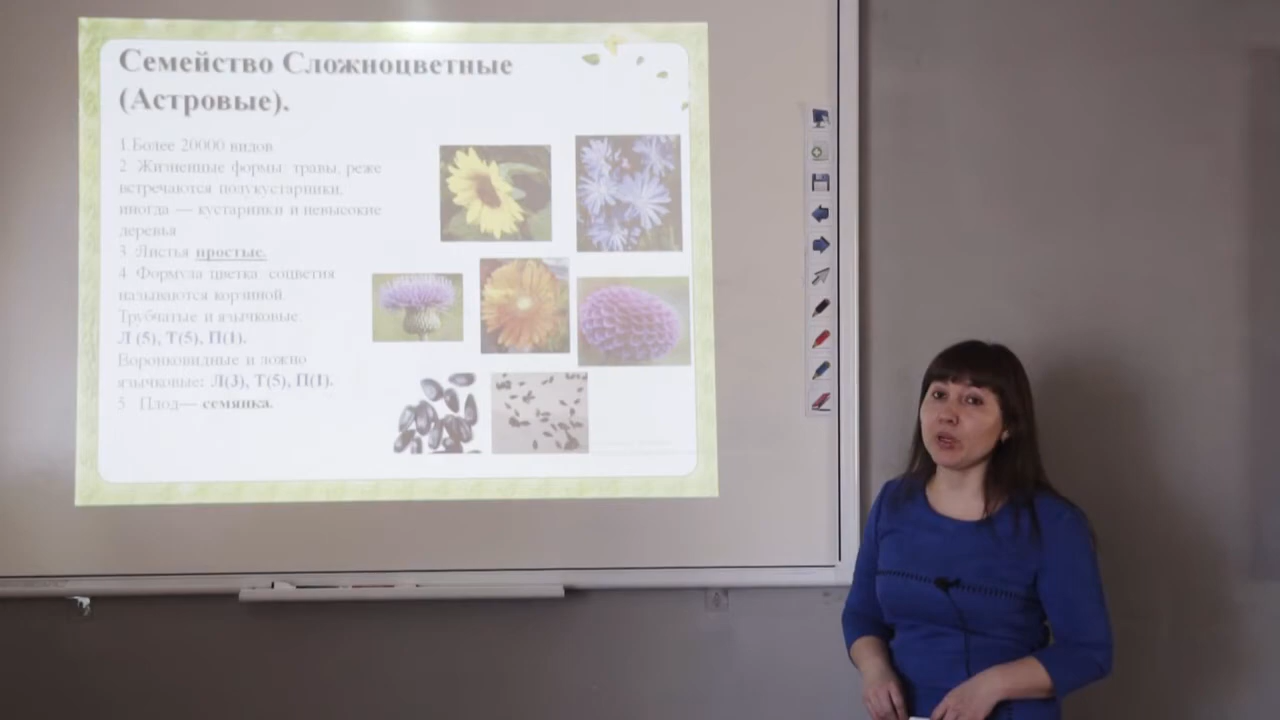 Семейство Сложноцветные
(Астровые).
1.Более 20000 видов
2 Жизненные формы: травы, реже
встречаются полукустарники,
иногда — кустарники и невысокие
деревья
3 Листья простые.
4 Формула цветка: соцветия
называются корзиной.
Трубчатые и язычковые:
Л (5), Т(5), П(1).
Воронковидные и ложно
язычковые: Л(3), Т(5), П(1).
5 Плод— семянка.